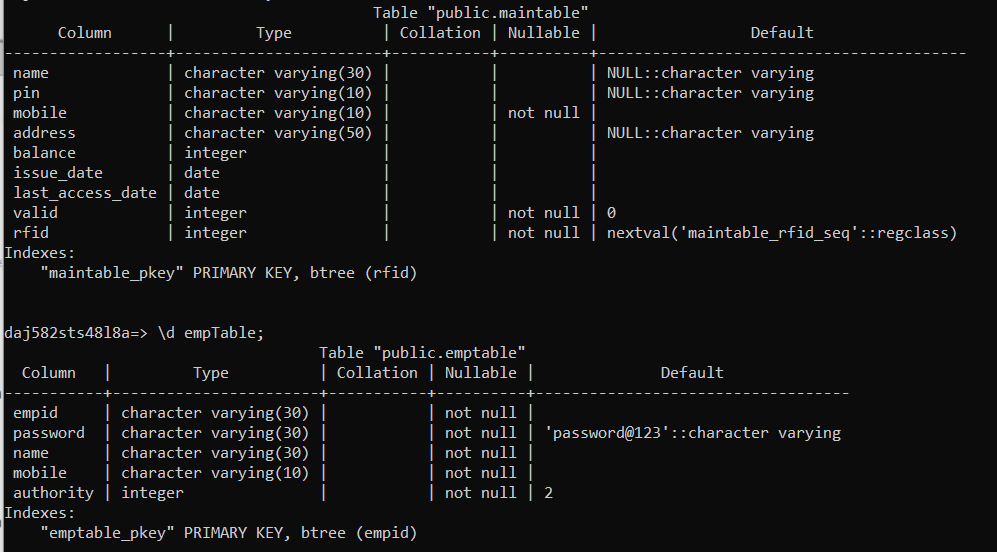 Table "public.maintable"
      Column      |         Type          | Collation | Nullable |                 Default
------------------+-----------------------+-----------+----------+-----------------------------------------
 name             | character varying(30) |           |          | NULL::character varying
 pin              | character varying(10) |           |          | NULL::character varying
 mobile           | character varying(10) |           | not null |
 address          | character varying(50) |           |          | NULL::character varying
 balance          | integer               |           |          |
 issue_date       | date                  |           |          |
 last_access_date | date                  |           |          |
 valid            | integer               |           | not null | 0
 rfid             | integer               |           | not null | nextval('maintable_rfid_seq'::regclass)
Indexes:
    "maintable_pkey" PRIMARY KEY, btree (rfid)
daj582sts48l8a=> \d empTable;
                                   Table "public.emptable"
  Column   |         Type          | Collation | Nullable |              Default
-----------+-----------------------+-----------+----------+-----------------------------------
 empid     | character varying(30) |           | not null |
 password  | character varying(30) |           | not null | 'password@123'::character varying
 name      | character varying(30) |           | not null |
 mobile    | character varying(10) |           | not null |
 authority | integer               |           | not null | 2
Indexes:
    "emptable_pkey" PRIMARY KEY, btree (empid)